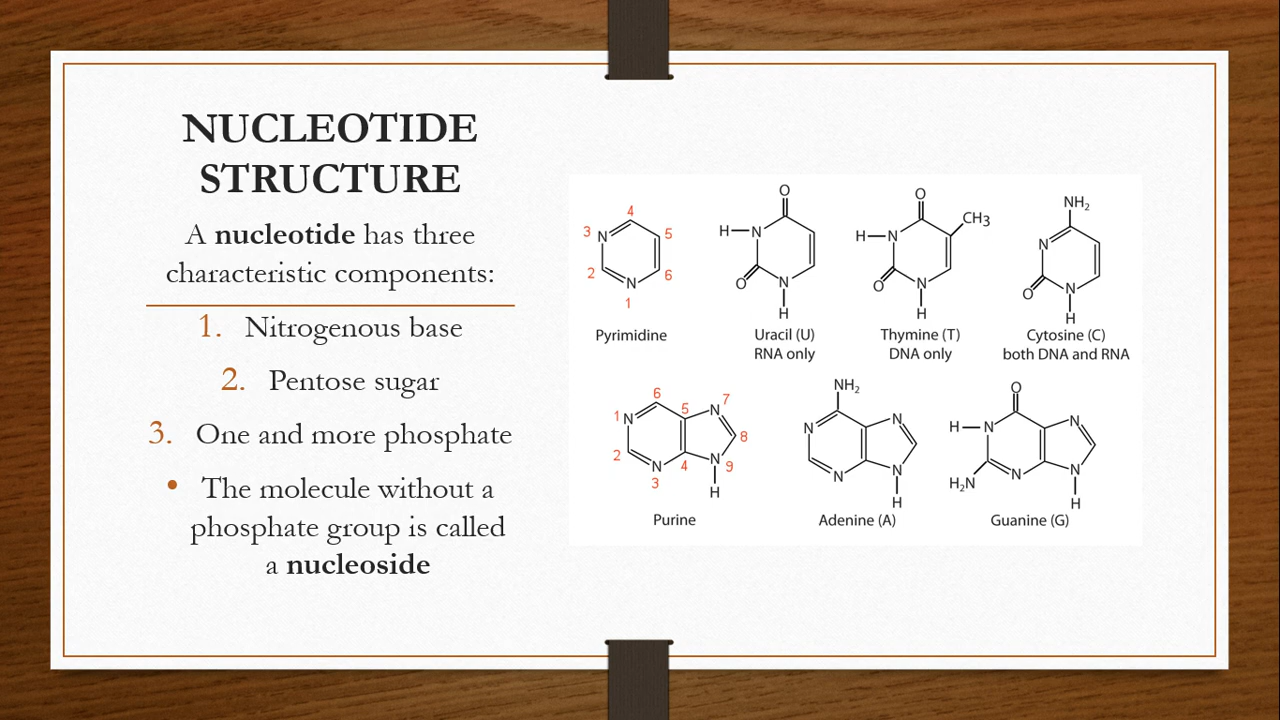 NUCLEOTIDE
STRUCTURE
A nucleotide has three
characteristic components:
1. Nitrogenous base
2. Pentose sugar
3. One and more phosphate
• The molecule without a
phosphate group is called
a nucleoside
4
3 N 5
2 6
N
1
Pyrimidine
O
H N
O N
H
Uracil (U)
RNA only
O
CH3
H N
O N
H
Thymine (T)
DNA only
NH₂
N
O N
H
Cytosine (C)
both DNA and RNA
6
1 N 5 N 7
8
2 N 4 N 9
3
H
Purine
NH₂
N N
N N
H
Adenine (A)
O
H N N
H₂N N N
H
Guanine (G)